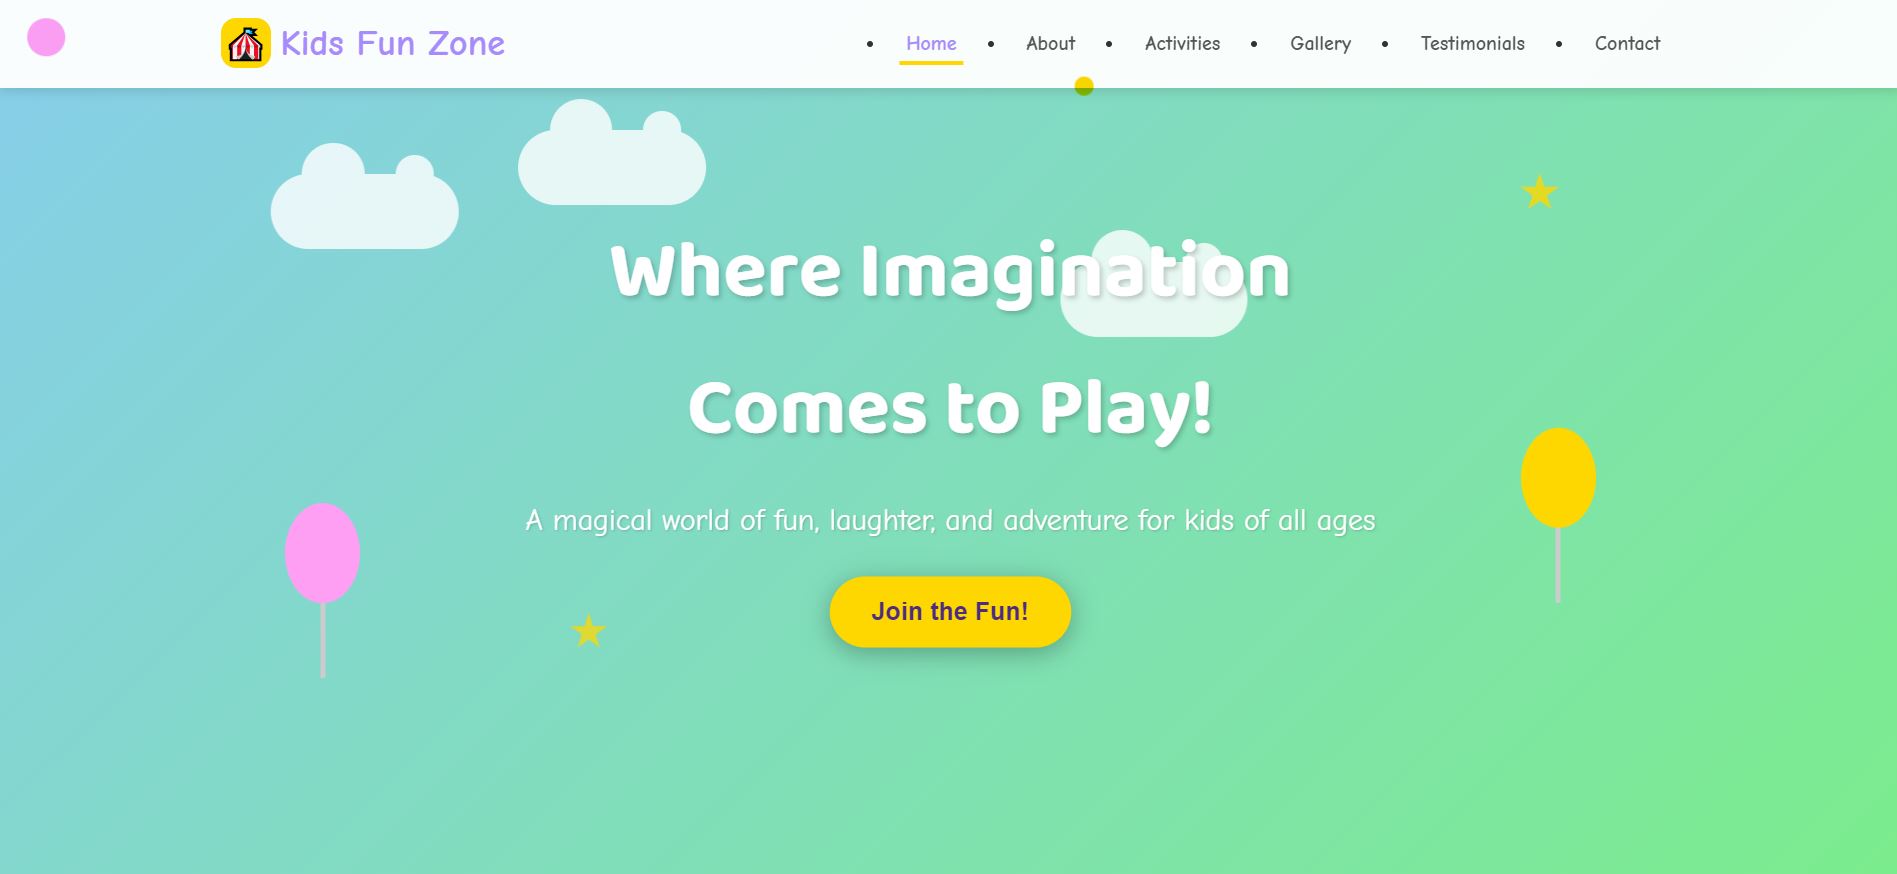 Kids Fun Zone
• Home • About • Activities • Gallery • Testimonials • Contact
Where Imagination
Comes to Play!
A magical world of fun, laughter, and adventure for kids of all ages
Join the Fun!